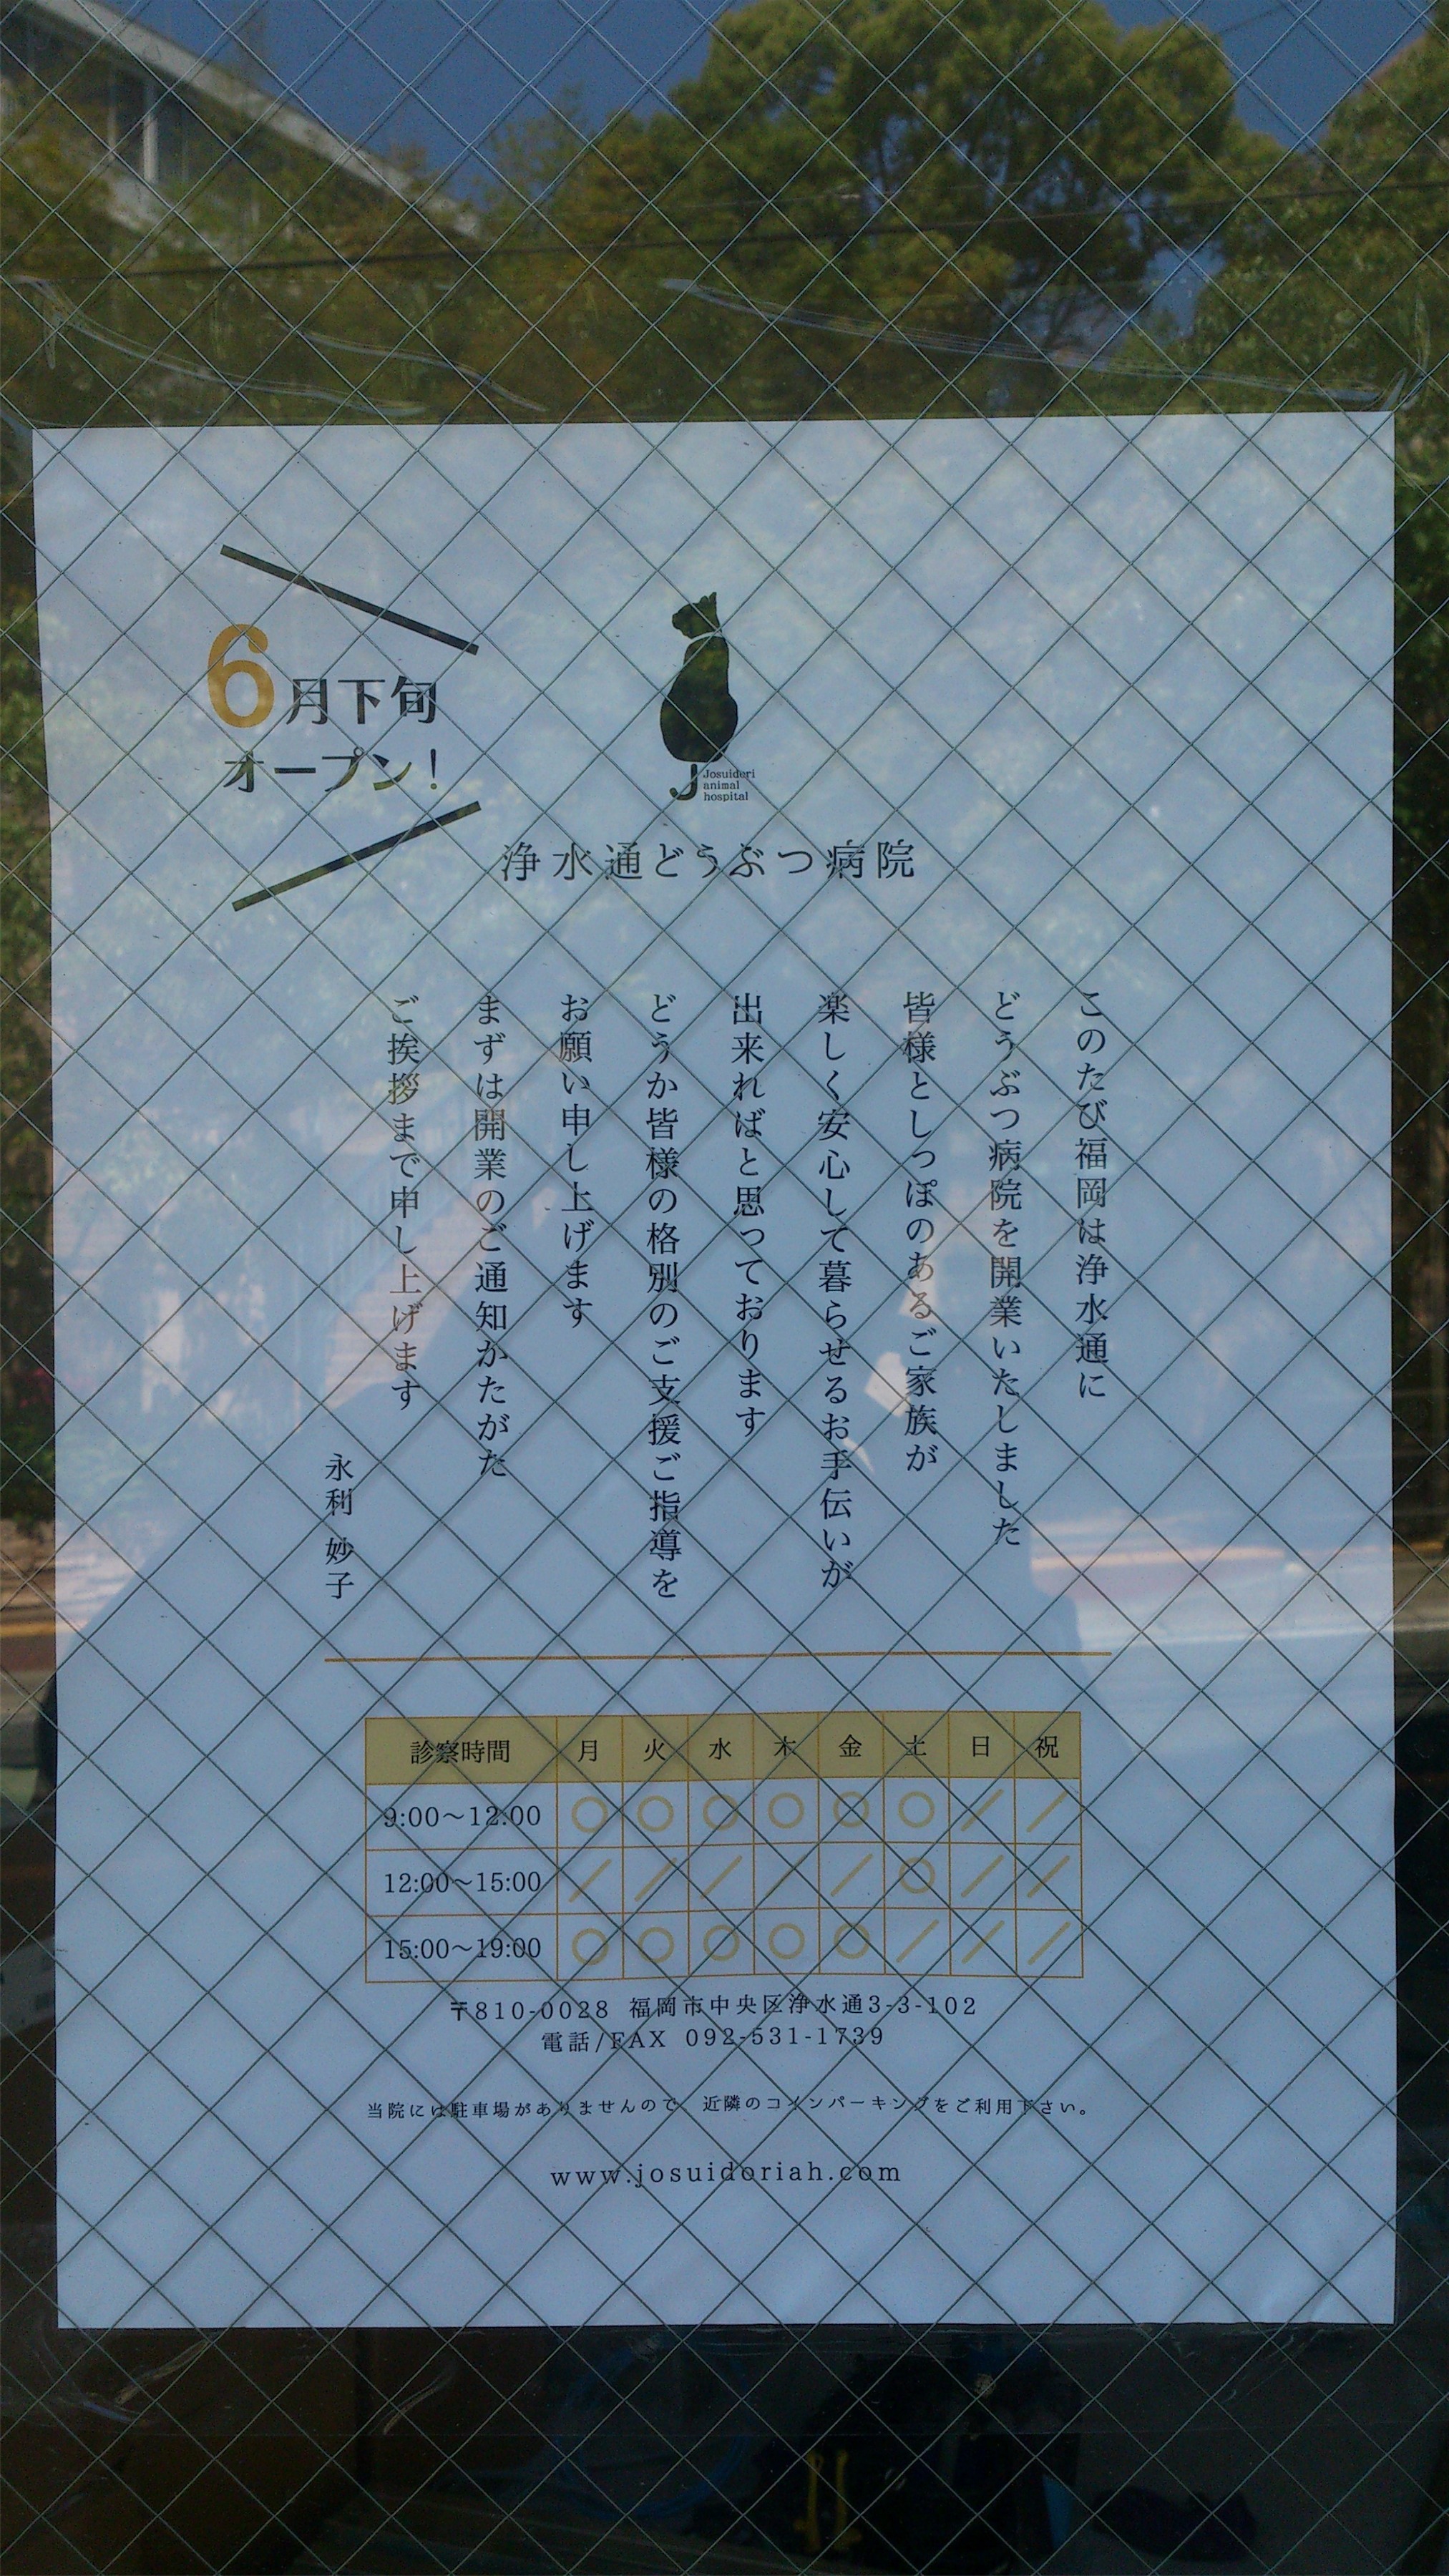 6月下旬
オープン！
Josuidori
animal
hospital
浄水通どうぶつ病院
このたび福岡は浄水通に
どうぶつ病院を開業いたしました
皆様としっぽのあるご家族が
楽しく安心して暮らせるお手伝いが
出来ればと思っております
どうか皆様の格別のご支援ご指導を
お願い申し上げます
まずは開業のご通知かたがた
ご挨拶まで申し上げます
永利 妙子
診察時間 月 火 水 木 金 土 日 祝
9:00～12:00 ○ ○ ○ ○ ○ ○ ／ ／
12:00～15:00 ／ ／ ／ ／ ／ ○ ／ ／
15:00～19:00 ○ ○ ○ ○ ○ ／ ／ ／
〒810-0028 福岡市中央区浄水通3-3-102
電話/FAX 092-531-1739
当院には駐車場がありませんので 近隣のコインパーキングをご利用下さい。
www.josuidoriah.com